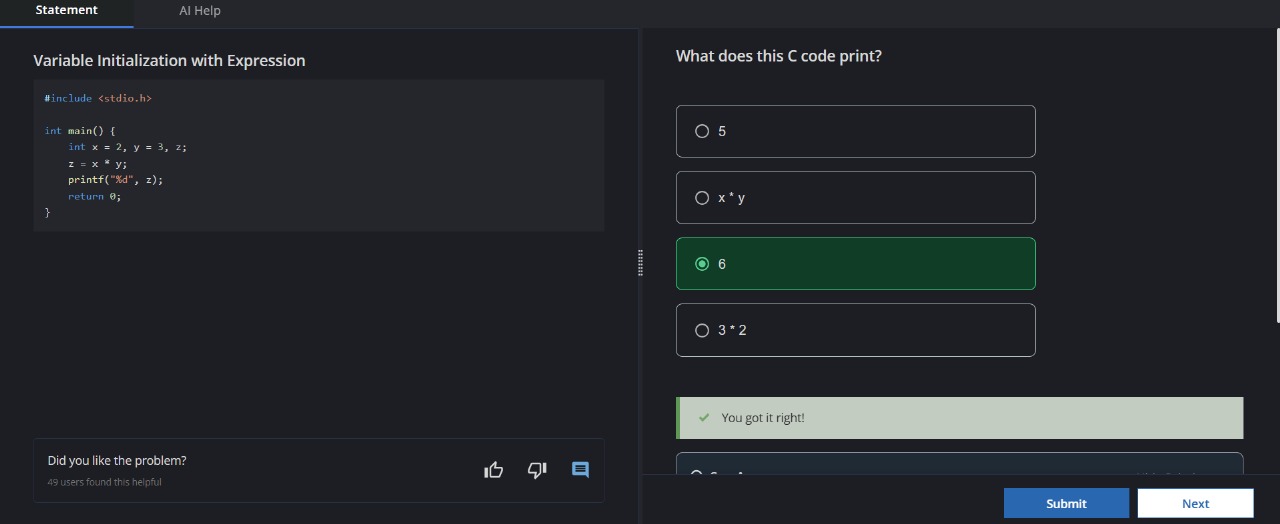 Statement
AI Help
Variable Initialization with Expression
#include <stdio.h>
int main() {
int x = 2, y = 3, z;
z = x * y;
printf("%d", z);
return 0;
}
Did you like the problem?
49 users found this helpful
What does this C code print?
5
x * y
6
3 * 2
You got it right!
Submit
Next